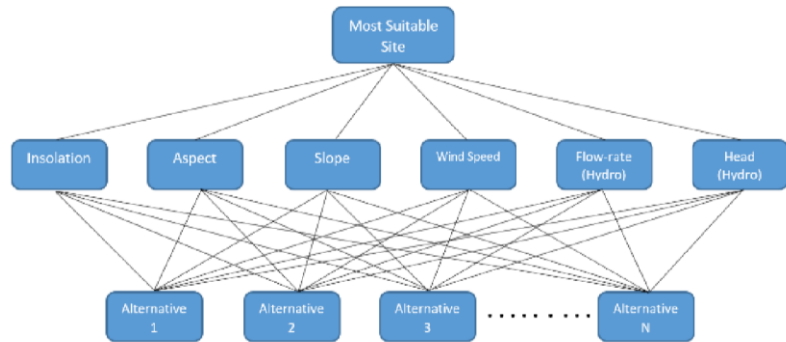 Most Suitable
Site
Insolation
Aspect
Slope
Wind Speed
Flow-rate
(Hydro)
Head
(Hydro)
Alternative
1
Alternative
2
Alternative
3
Alternative
N